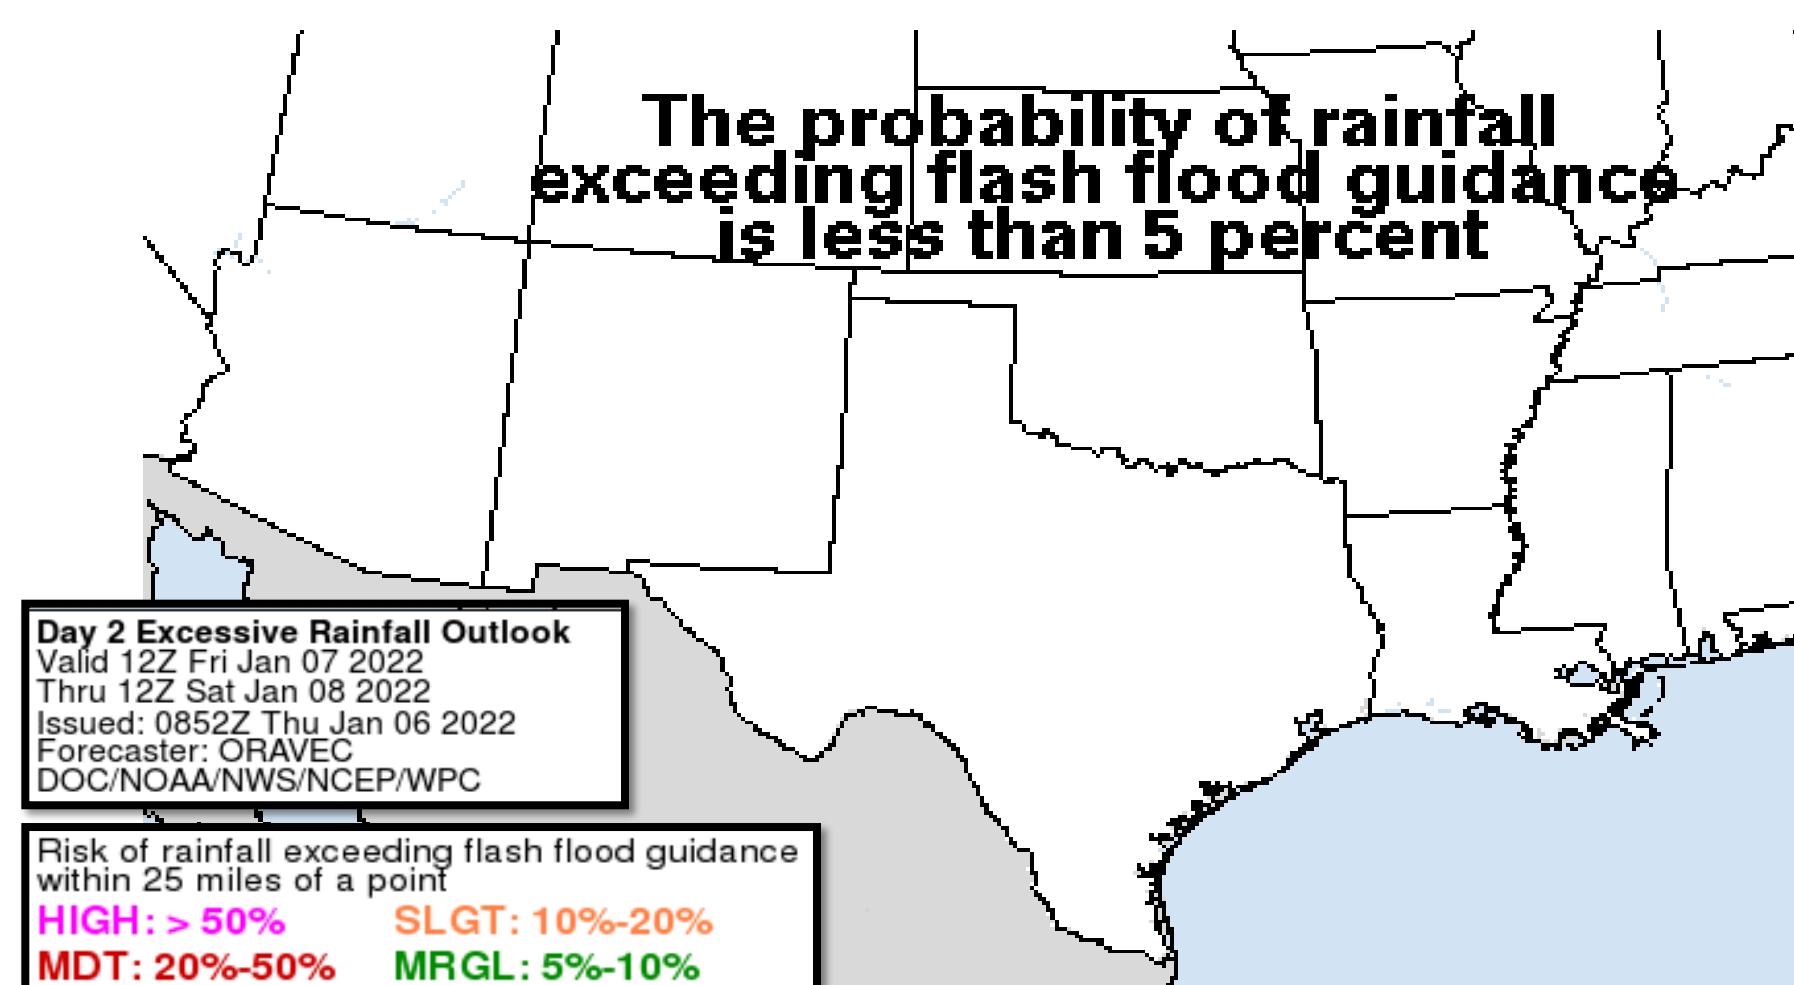 The probability of rainfall
exceeding flash flood guidance
is less than 5 percent
Day 2 Excessive Rainfall Outlook
Valid 12Z Fri Jan 07 2022
Thru 12Z Sat Jan 08 2022
Issued: 0852Z Thu Jan 06 2022
Forecaster: ORAVEC
DOC/NOAA/NWS/NCEP/WPC
Risk of rainfall exceeding flash flood guidance
within 25 miles of a point
HIGH: > 50% SLGT: 10%-20%
MDT: 20%-50% MRGL: 5%-10%